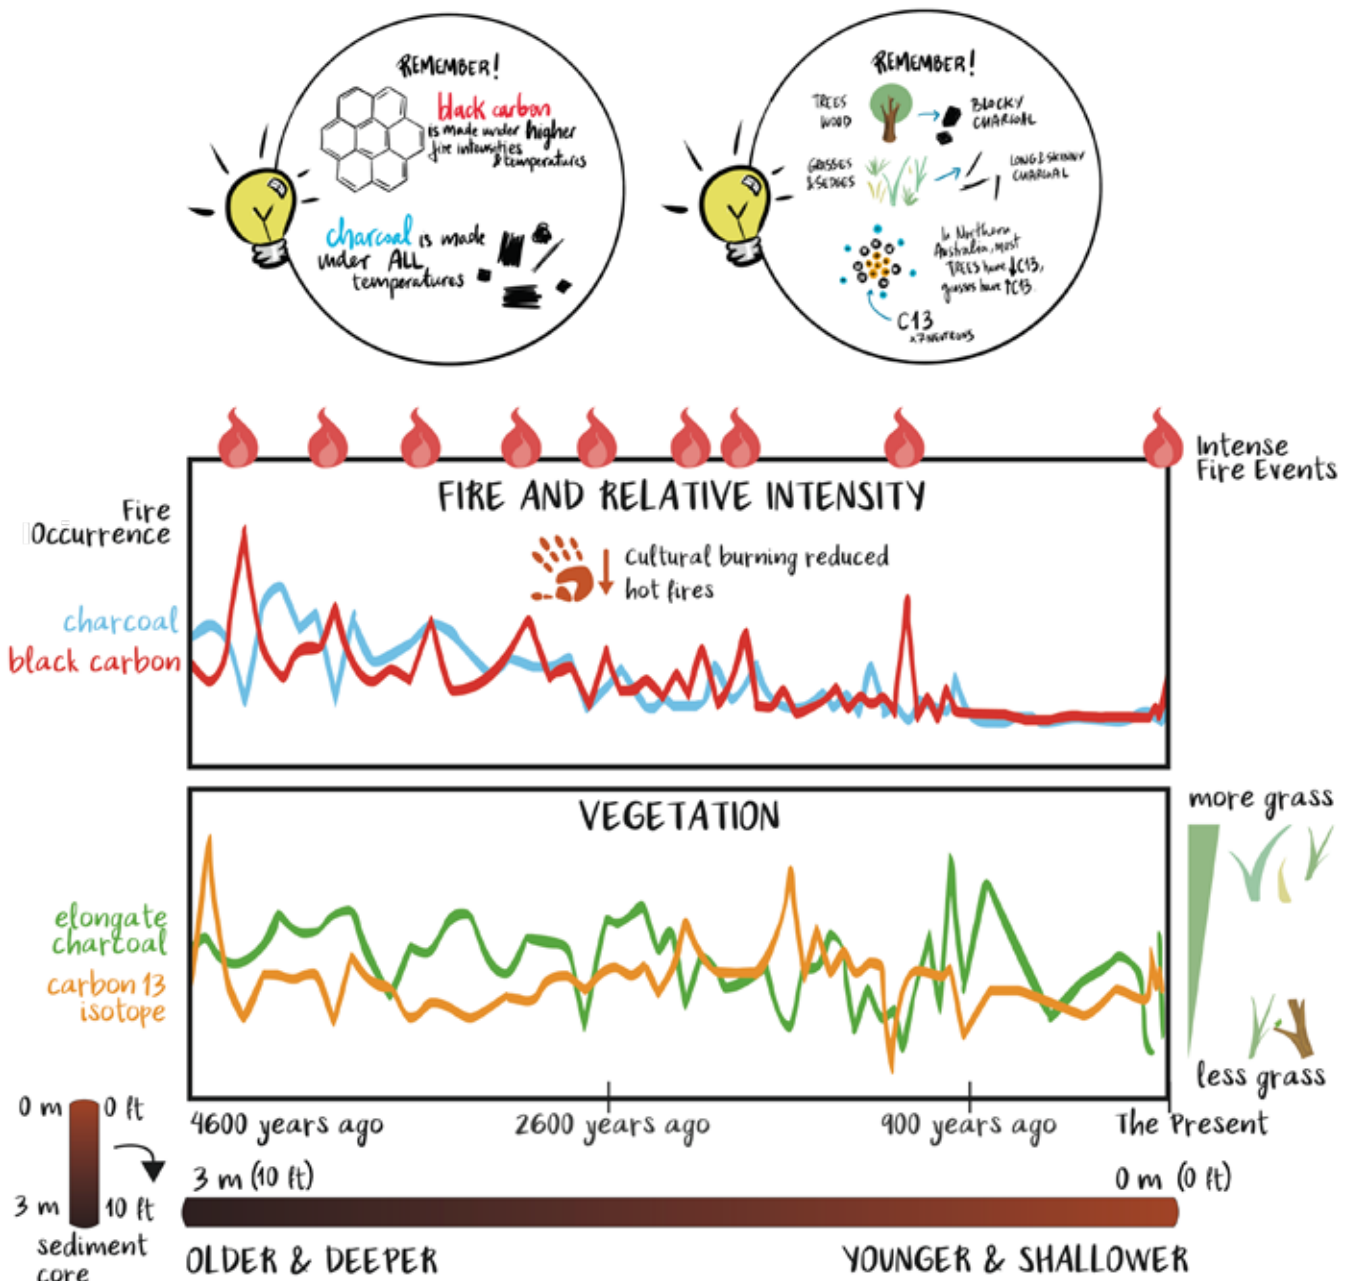 REMEMBER!
black carbon
is made under higher
fire intensities
& temperatures
charcoal is made
under ALL
temperatures
REMEMBER!
TREES
WOOD
BLOCKY
CHARCOAL
GRASSES
& SEDGES
LONG & SKINNY
CHARCOAL
In Northern
Australia, most
TREES have ↓C13,
grasses have ↑C13.
C13
x7 NEUTRONS
Intense
Fire Events
FIRE AND RELATIVE INTENSITY
Fire
Occurrence
Cultural burning reduced
hot fires
charcoal
black carbon
VEGETATION
more grass
elongate
charcoal
carbon 13
isotope
less grass
4600 years ago
2600 years ago
900 years ago
The Present
0 m
0 ft
3 m
10 ft
sediment
core
3 m (10 ft)
0 m (0 ft)
OLDER & DEEPER
YOUNGER & SHALLOWER